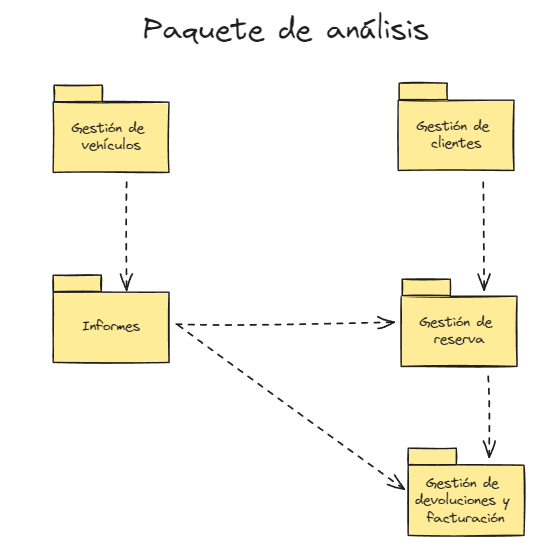 Paquete de análisis
Gestión de
vehículos
Gestión de
clientes
Informes
Gestión de
reserva
Gestión de
devoluciones y
facturación